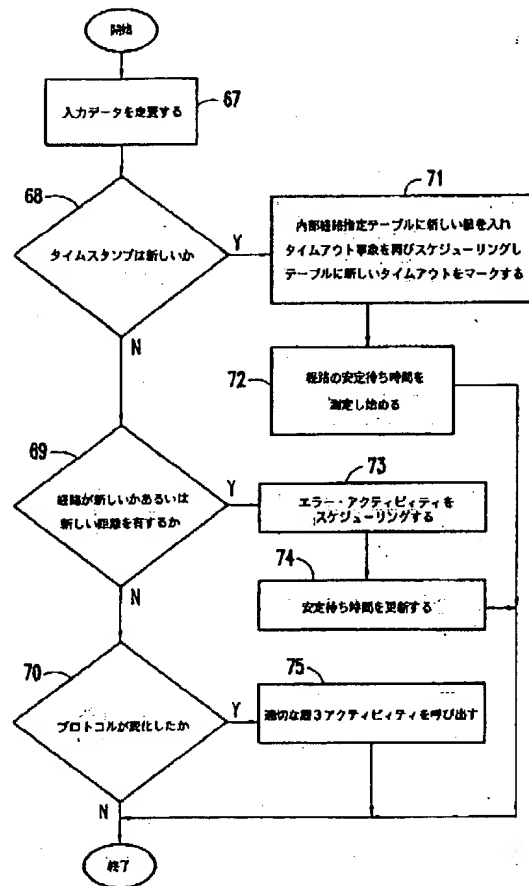 開始
67
入力データを走査する
68
タイムスタンプは新しいか
Y
N
71
内部経路指定テーブルに新しい値を入れ
タイムアウト事象を再びスケジューリングし
テーブルに新しいタイムアウトをマークする
72
経路の安定待ち時間を
測定し始める
69
経路が新しいかあるいは
新しい距離を有するか
Y
N
73
エラー・アクティビィティを
スケジューリングする
74
安定待ち時間を更新する
70
プロトコルが変化したか
Y
N
75
適切な層3アクティビィティを呼び出す
終了